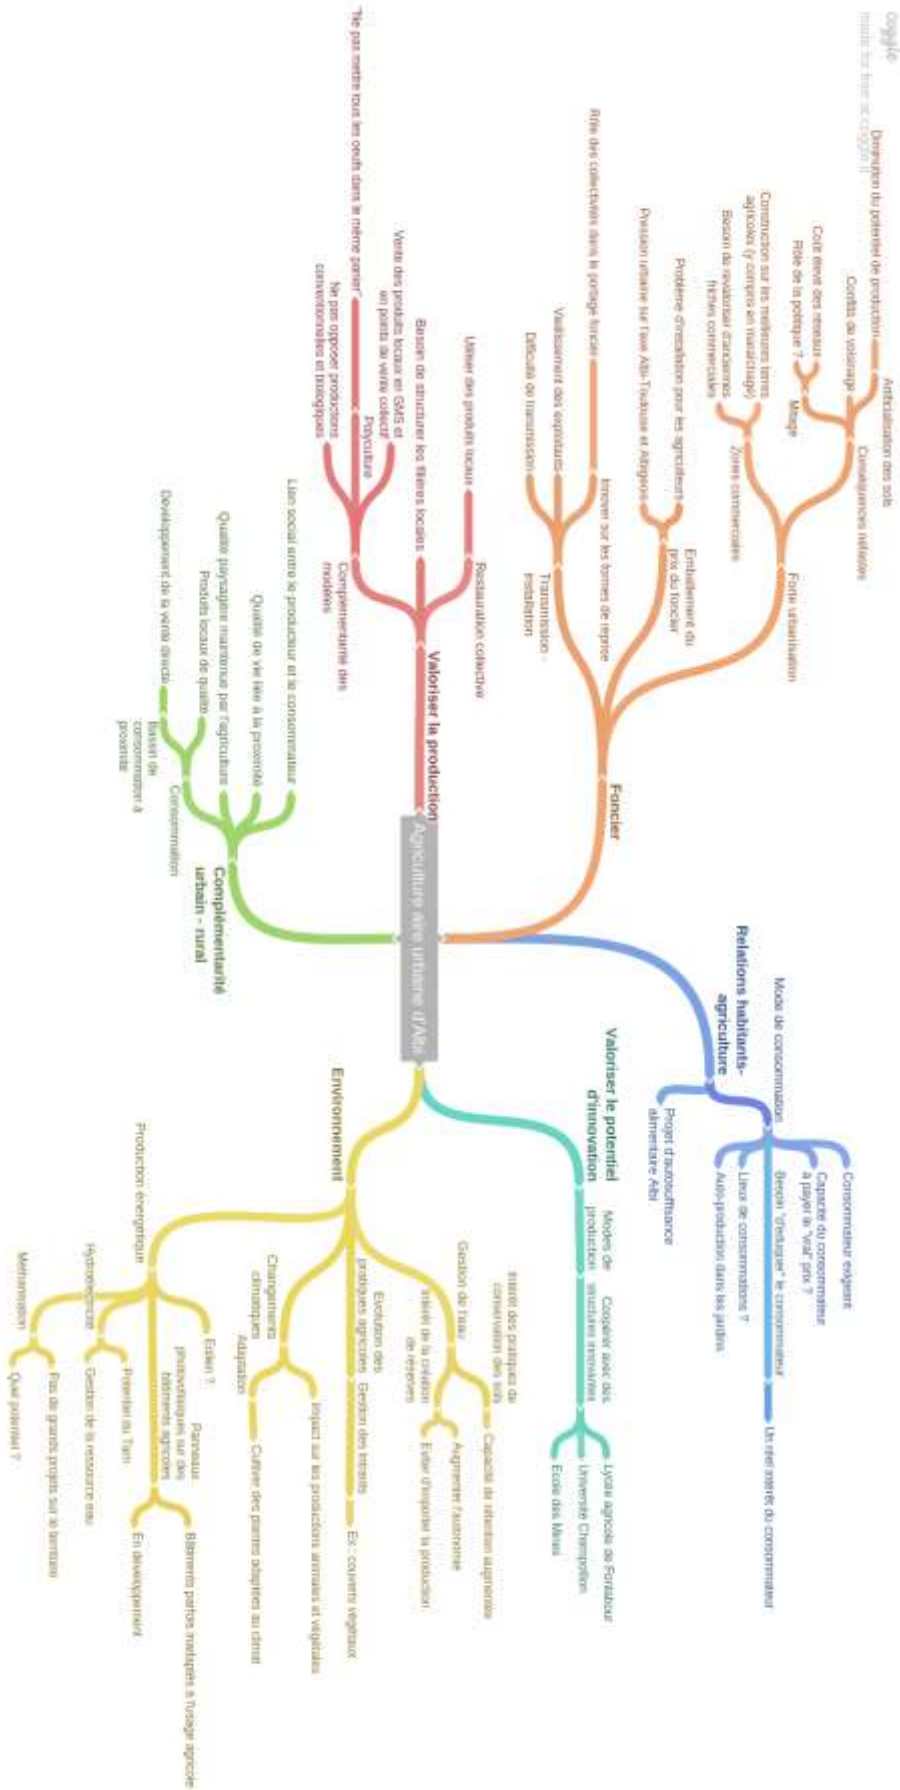 coggle
made for free at coggle.it
Agriculture aire urbaine d'Albi
Foncier
Forte urbanisation
Conséquences néfastes
Artificialisation des sols
Diminution du potentiel de production
Conflits de voisinage
Mitage
Coût élevé des réseaux
Rôle de la politique ?
Zones commerciales
Construction sur les meilleures terres
agricoles (y compris en maraîchage)
Besoin de revaloriser d'anciennes
friches commerciales
Emballement du
prix du foncier
Problème d'installation pour les agriculteurs
Pression urbaine sur l'axe Albi-Toulouse et Albigeois
Transmission -
installation
Innover sur les formes de reprise
Rôle des collectivités dans le portage foncier
Vieillissement des exploitants
Difficulté de transmission
Valoriser la production
Restauration collective
Utiliser des produits locaux
Besoin de structurer les filières locales
Complémentarité des
modèles
Vente des produits locaux en GMS et
en points de vente collectif
Polyculture
"Ne pas mettre tous les oeufs dans le même panier"
Ne pas opposer productions
conventionnelles et biologiques
Complémentarité
urbain - rural
Lien social entre le producteur et le consommateur
Qualité de vie liée à la proximité
Qualité paysagère maintenue par l'agriculture
Consommation
Produits locaux de qualité
Bassin de
consommation à
proximité
Développement de la vente directe
Relations habitants-
agriculture
Mode de consommation
Consommateur exigeant
Capacité du consommateur
à payer le "vrai" prix ?
Besoin "d'eduquer" le consommateur
Un réel intérêt du consommateur
Lieux de consommations ?
Auto-production dans les jardins
Projet d'autosuffisance
alimentaire Albi
Valoriser le potentiel
d'innovation
Modes de
production
Coopérer avec des
structures innovantes
Lycée agricole de Fonlabour
Université Champollion
Ecole des Mines
Environnement
Gestion de l'eau
Intérêt des pratiques de
conservation des sols
Capacité de rétention augmentée
Intérêt de la création
de réserves
Augmenter l'autonomie
Eviter d'importer la production
Evolution des
pratiques agricoles
Gestion des intrants
Ex : couverts végétaux
Changements
climatiques
Impact sur les productions animales et végétales
Adaptation
Cultiver des plantes adaptées au climat
Production énergétique
Eolien ?
Panneaux
photovoltaïques sur des
bâtiments agricoles
Bâtiments parfois inadaptés à l'usage agricole
En développement
Hydroélectricité
Potentiel du Tarn
Gestion de la ressource eau
Méthanisation
Pas de grands projets sur le territoire
Quel potentiel ?